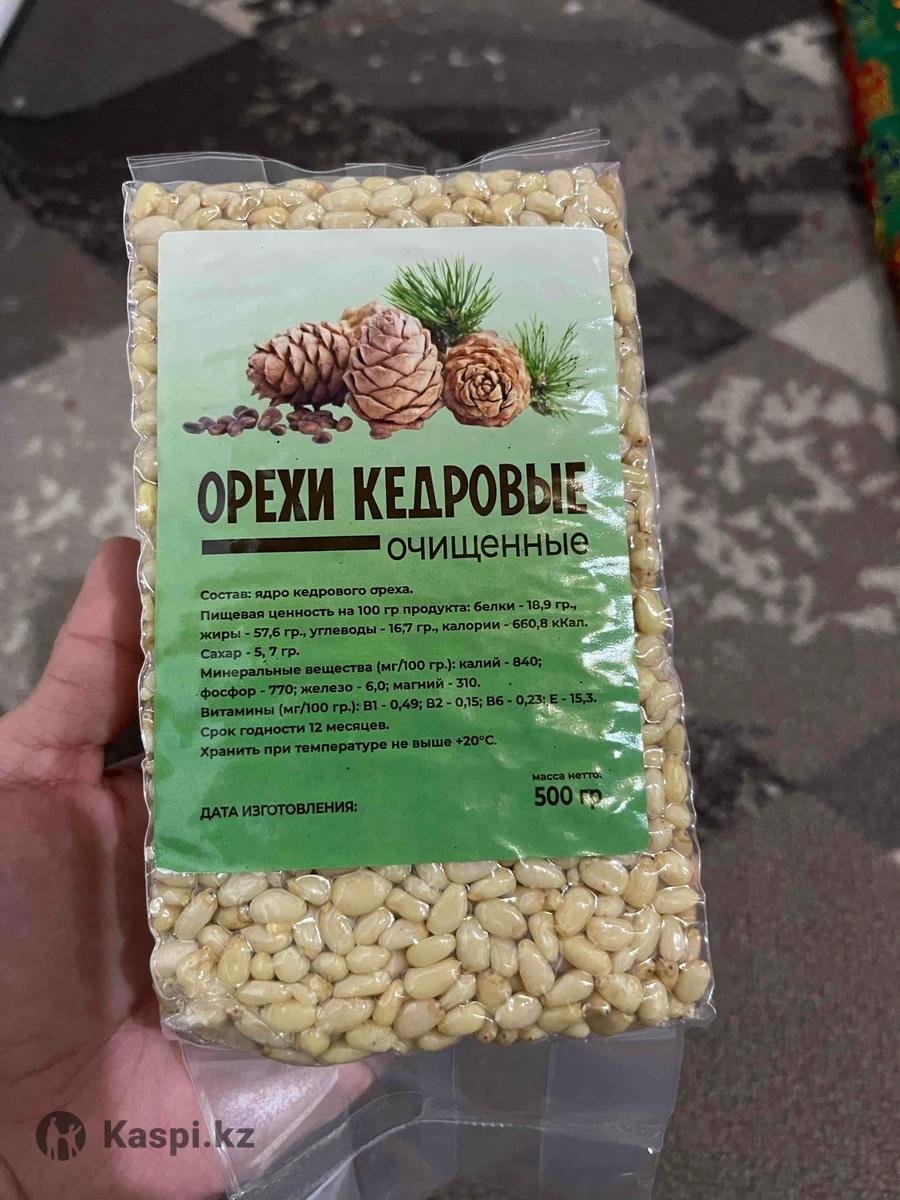 ОРЕХИ КЕДРОВЫЕ
очищенные
Состав: ядро кедрового ореха.
Пищевая ценность на 100 гр продукта: белки - 18,9 гр.,
жиры - 57,6 гр., углеводы - 16,7 гр., калории - 660,8 кКал.
Сахар - 5, 7 гр.
Минеральные вещества (мг/100 гр.): калий - 840;
фосфор - 770; железо - 6,0; магний - 310.
Витамины (мг/100 гр.): В1 - 0,49; В2 - 0,15; В6 - 0,23; Е - 15,3.
Срок годности 12 месяцев.
Хранить при температуре не выше +20°С.
масса нетто:
500 гр
ДАТА ИЗГОТОВЛЕНИЯ:
Kaspi.kz